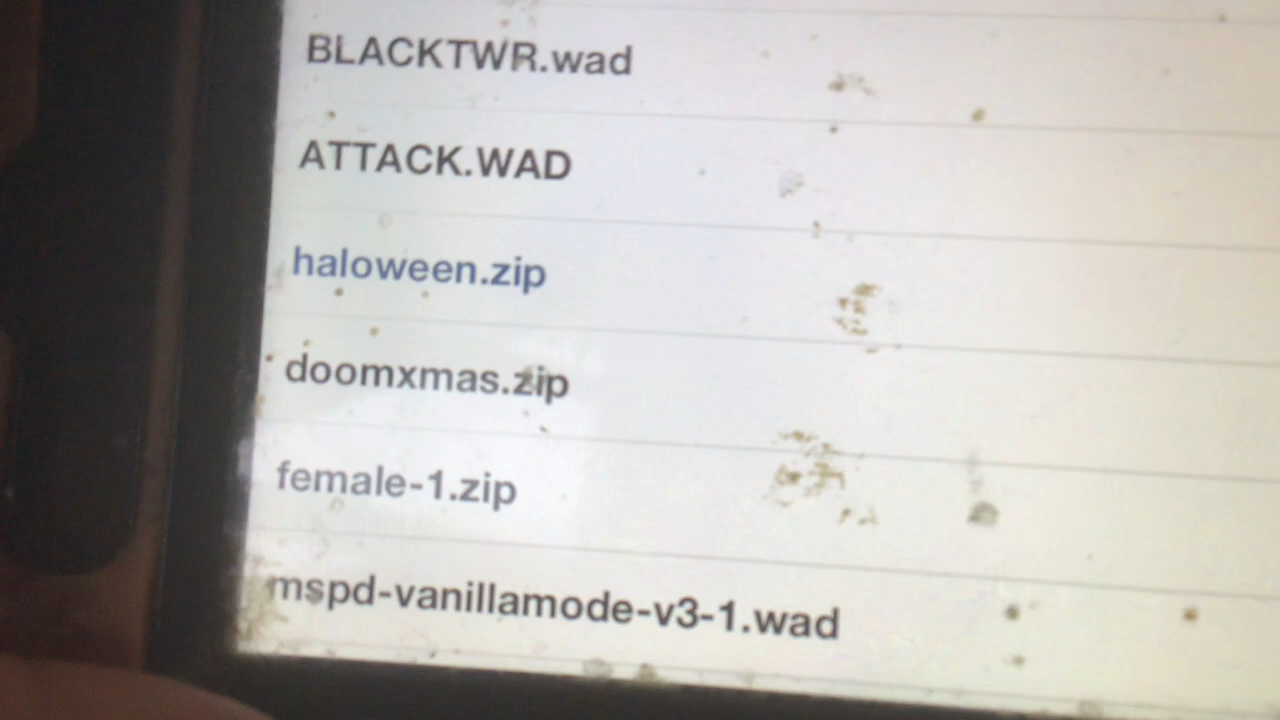 BLACKTWR.wad
ATTACK.WAD
haloween.zip
doomxmas.zip
female-1.zip
mspd-vanillamode-v3-1.wad